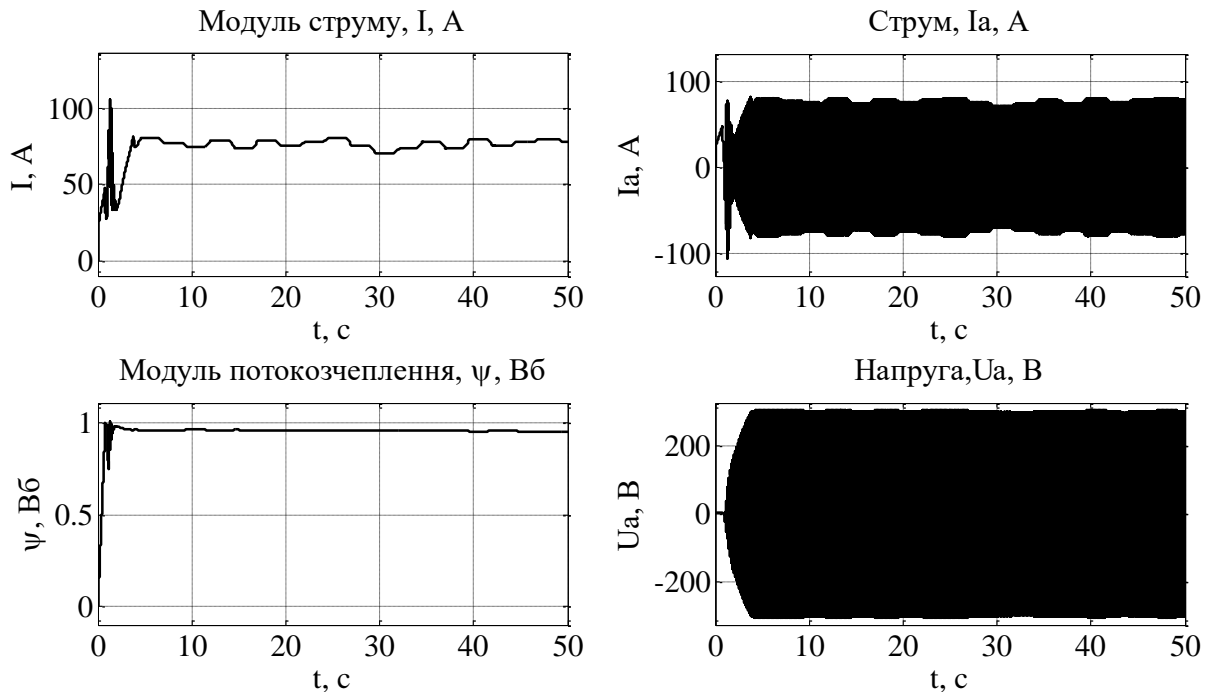 Модуль струму, I, А
I, А
100
50
0
0 10 20 30 40 50
t, с
Струм, Ia, А
Ia, А
100
0
-100
0 10 20 30 40 50
t, с
Модуль потокозчеплення, ψ, Вб
ψ, Вб
1
0.5
0
0 10 20 30 40 50
t, с
Напруга,Ua, В
Ua, В
200
0
-200
0 10 20 30 40 50
t, с